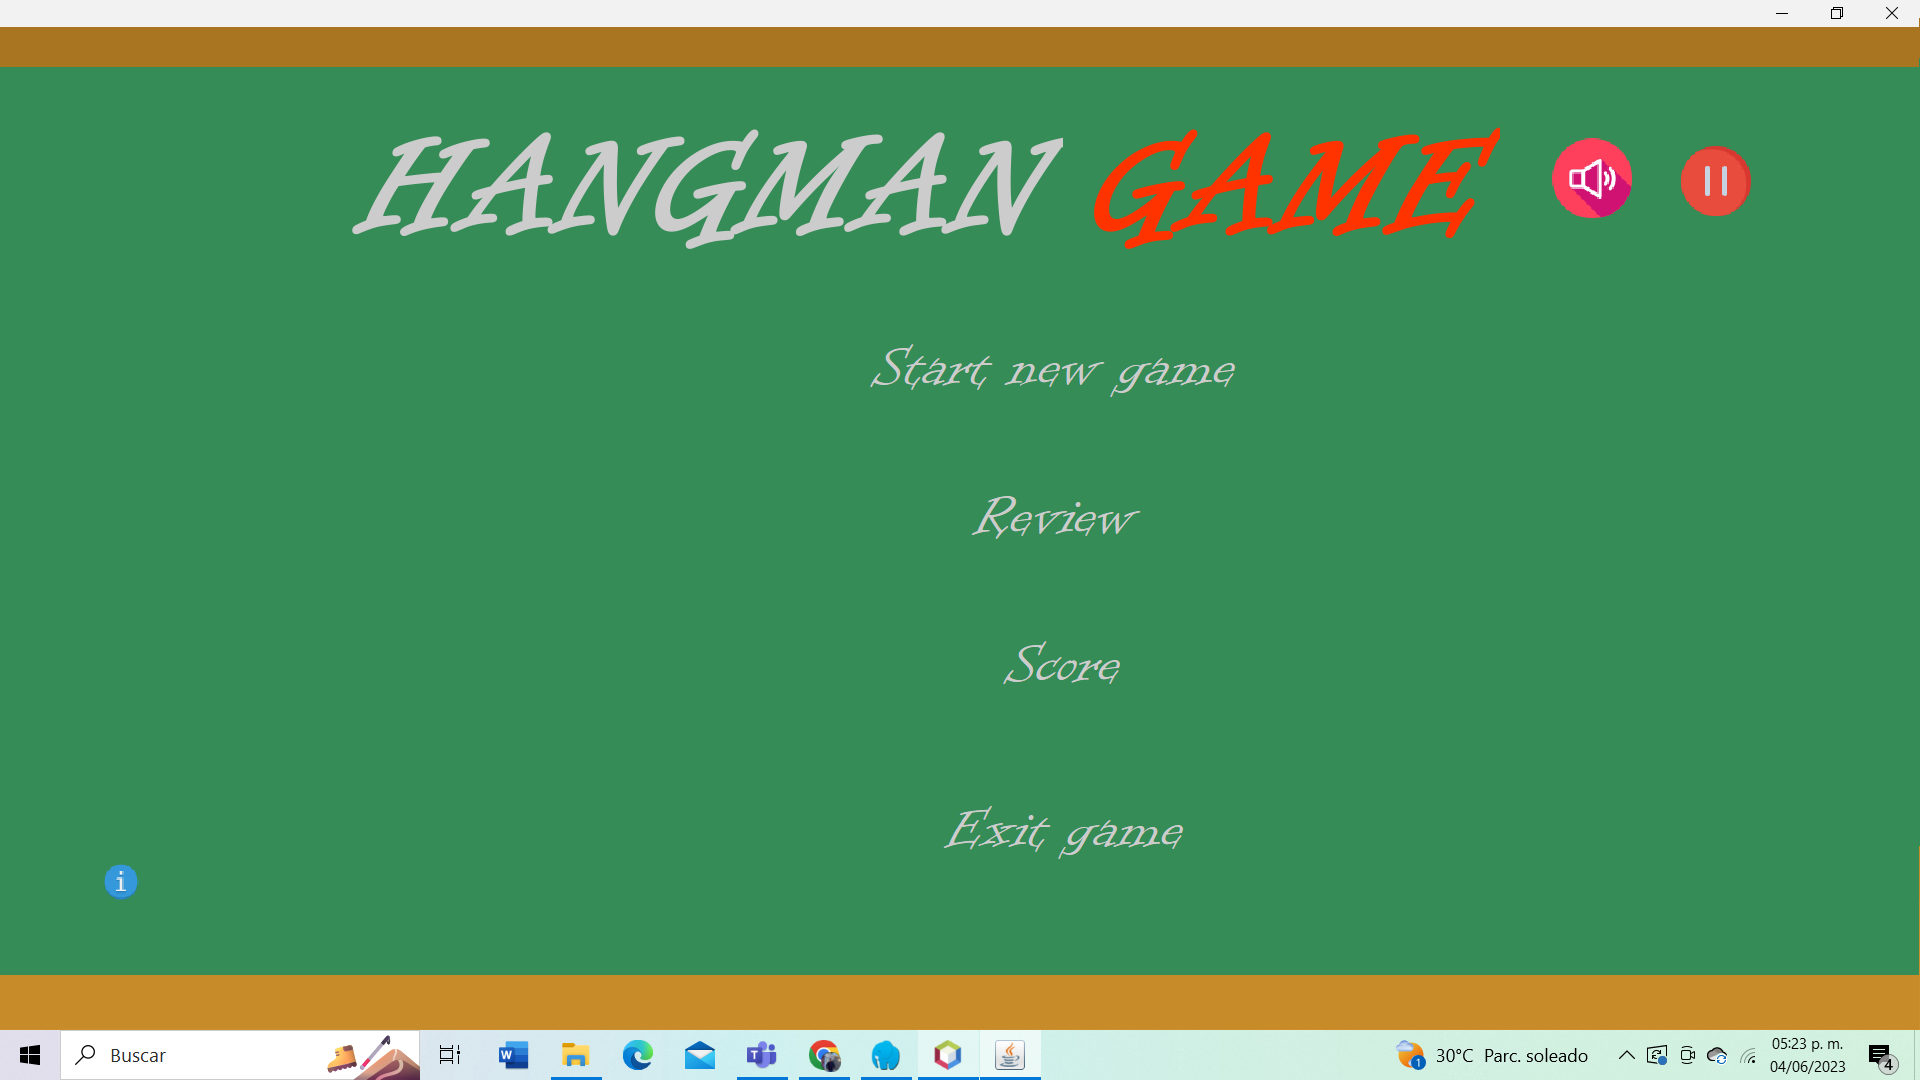 HANGMAN GAME
Start new game
Review
Score
Exit game
i
Buscar
W
T
1
30°C Parc. soleado
05:23 p. m.
04/06/2023
4